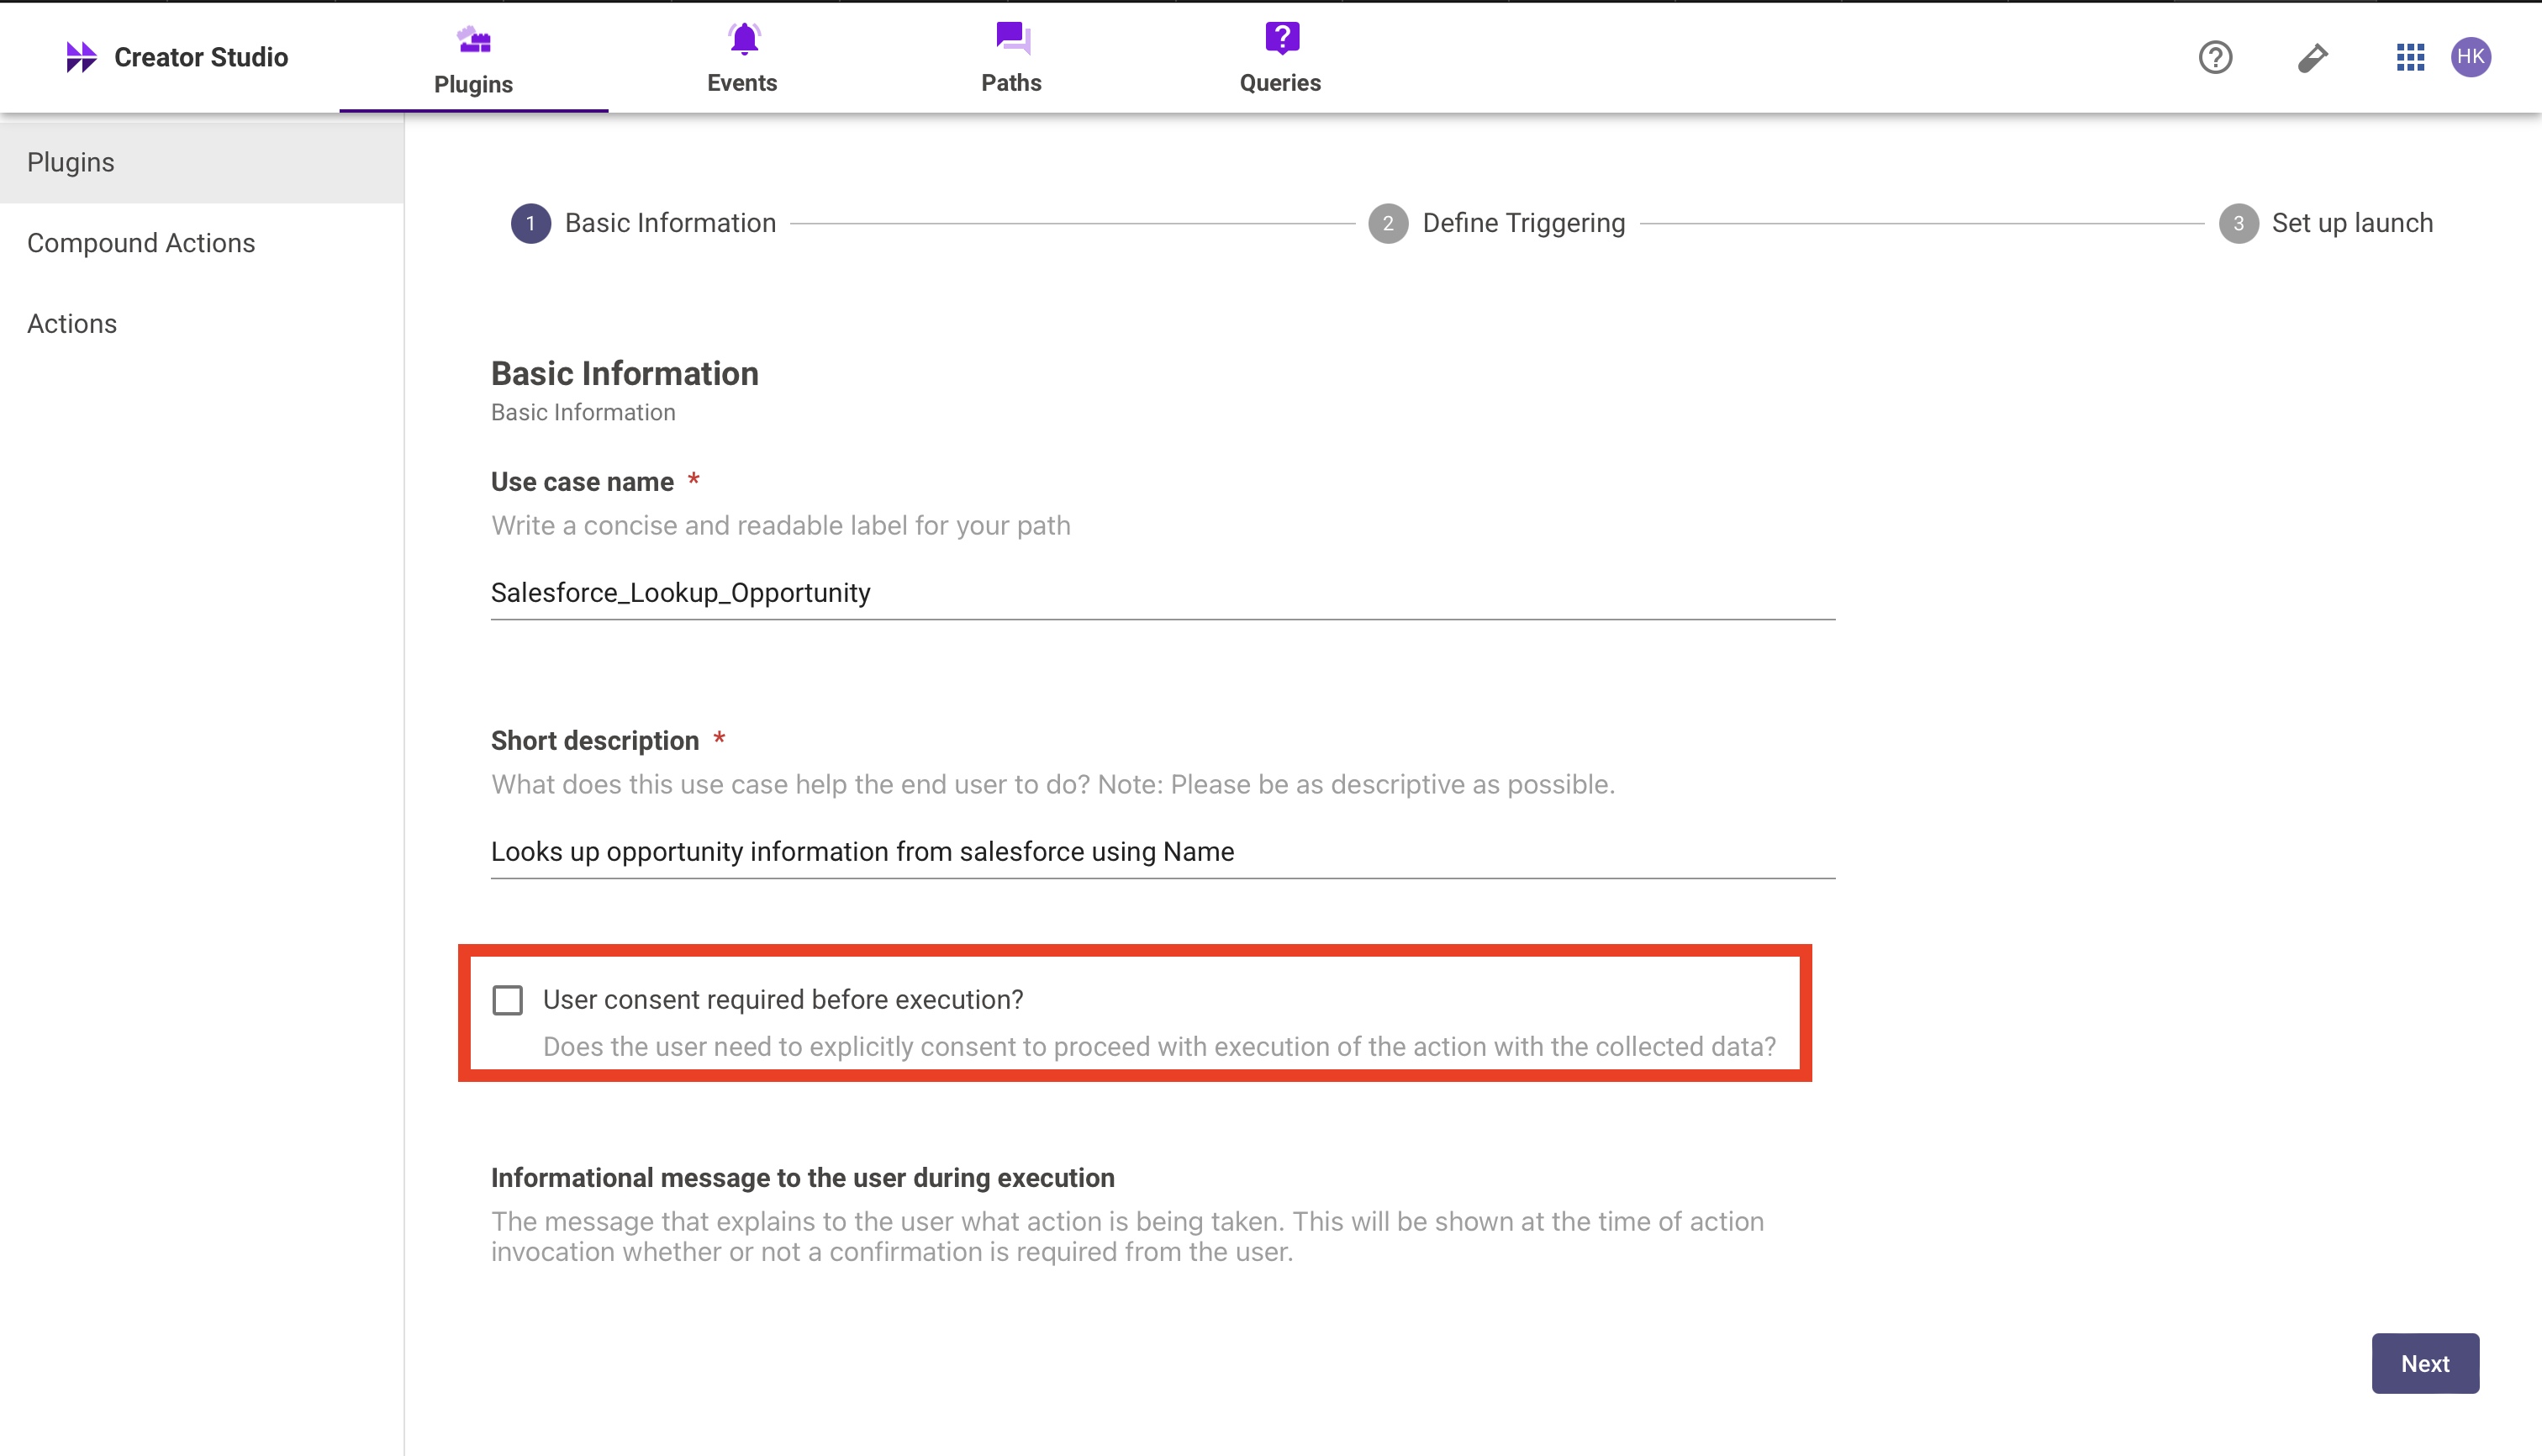 Creator Studio
Plugins
Events
Paths
Queries
?
HK
Plugins
Compound Actions
Actions
1 Basic Information
2 Define Triggering
3 Set up launch
Basic Information
Basic Information
Use case name *
Write a concise and readable label for your path
Salesforce_Lookup_Opportunity
Short description *
What does this use case help the end user to do? Note: Please be as descriptive as possible.
Looks up opportunity information from salesforce using Name
User consent required before execution?
Does the user need to explicitly consent to proceed with execution of the action with the collected data?
Informational message to the user during execution
The message that explains to the user what action is being taken. This will be shown at the time of action
invocation whether or not a confirmation is required from the user.
Next